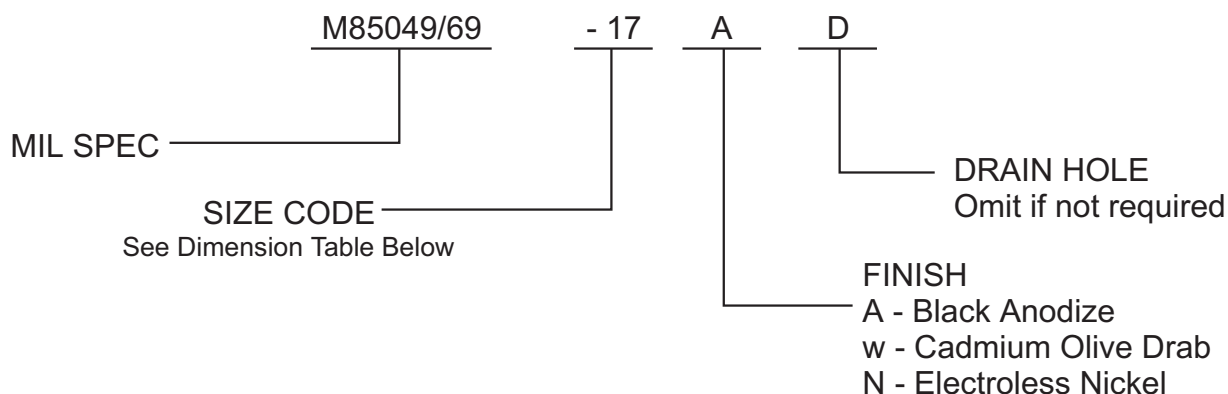 M85049/69 - 17 A D
MIL SPEC
SIZE CODE
See Dimension Table Below
DRAIN HOLE
Omit if not required
FINISH
A - Black Anodize
w - Cadmium Olive Drab
N - Electroless Nickel